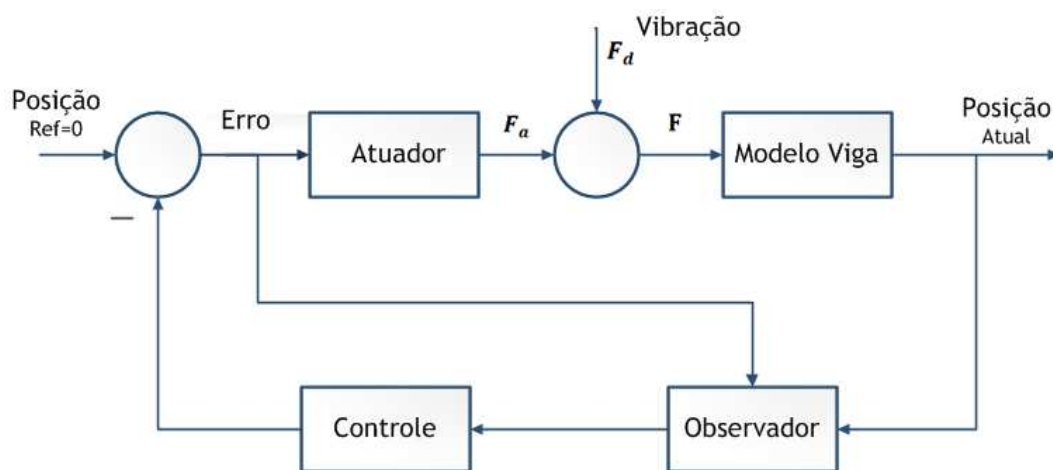 Vibração
F_d
Posição
Ref=0
Erro
Atuador
F_a
F
Modelo Viga
Posição
Atual
−
Controle
Observador